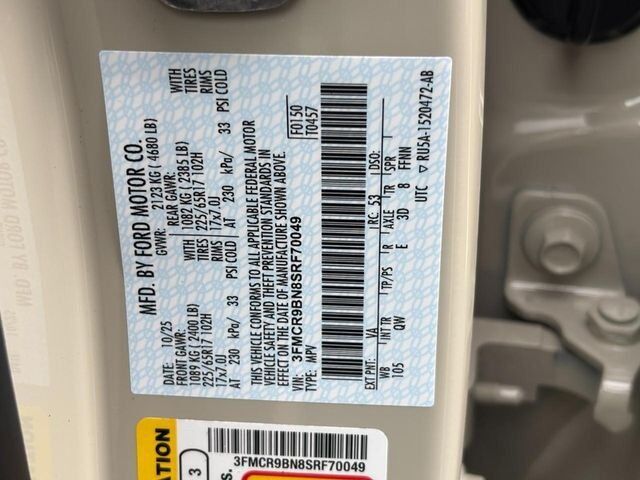 MFD. BY FORD MOTOR CO.
10/25 GVWR: 2123 KG ( 4680 LB)
FRONT GAWR: REAR GAWR: WITH
1089 KG ( 2400 LB) 1082 KG ( 2385 LB) TIRES
225/65R17 102H 225/65R17 102H RIMS
17x7.0J 17x7.0J
AT 230 kPa/ 33 PSI COLD AT 230 kPa/ 33 PSI COLD
WITH
TIRES
RIMS
THIS VEHICLE CONFORMS TO ALL APPLICABLE FEDERAL MOTOR
VEHICLE SAFETY AND THEFT PREVENTION STANDARDS IN
EFFECT ON THE DATE OF MANUFACTURE SHOWN ABOVE.
VIN: 3FMCR9BN8SRF70049 F0150
TYPE: MPV T0457
EXT PNT: YA RC: 53 DSO:
WB INT TR TP/PS R AXLE TR SPR
105 QW E 3D 8 FFNN
UTC RU5A-1520472-AB
3FMCR9BN8SRF70049
ATION
3
s.